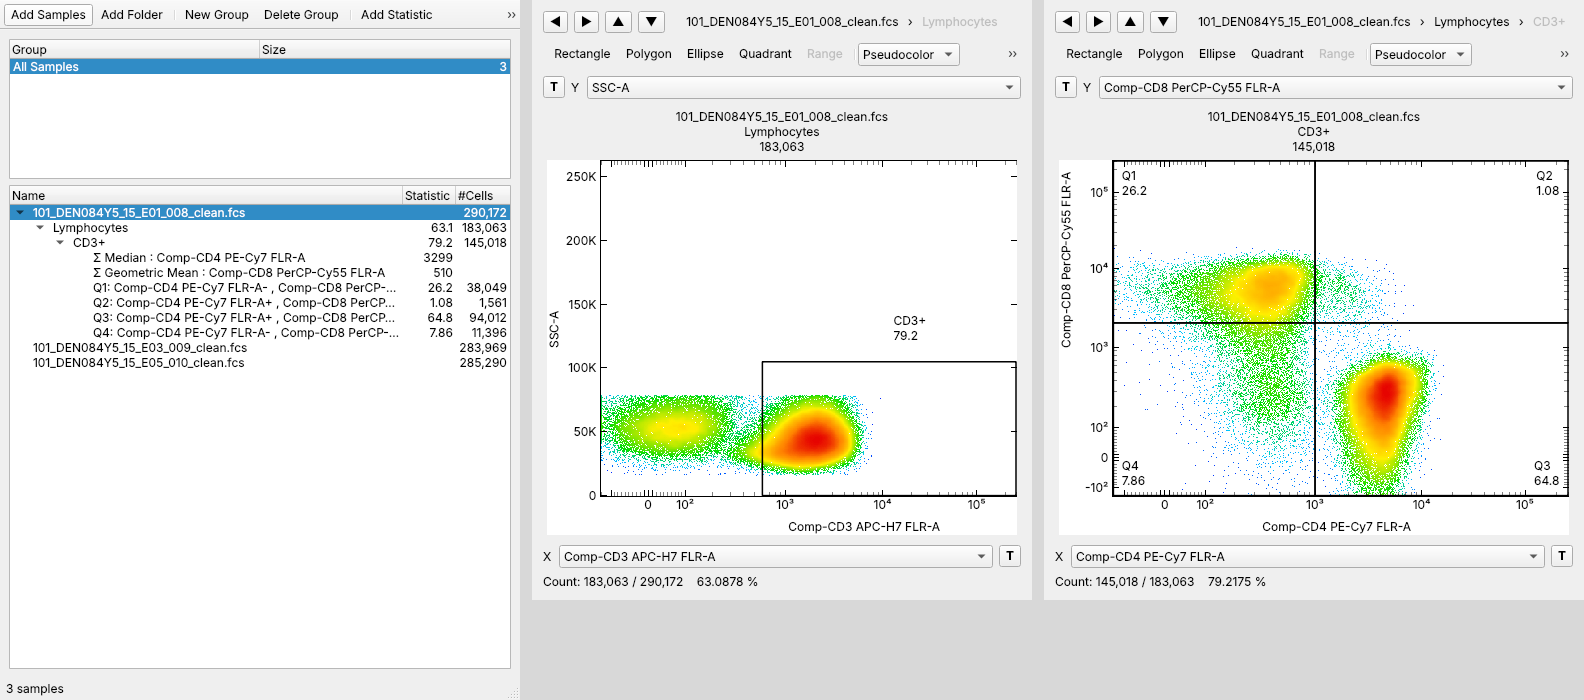 Add Samples Add Folder New Group Delete Group Add Statistic »
Group Size
All Samples 3
Name Statistic #Cells
101_DEN084Y5_15_E01_008_clean.fcs 290,172
Lymphocytes 63.1 183,063
CD3+ 79.2 145,018
Σ Median : Comp-CD4 PE-Cy7 FLR-A 3299
Σ Geometric Mean : Comp-CD8 PerCP-Cy55 FLR-A 510
Q1: Comp-CD4 PE-Cy7 FLR-A- , Comp-CD8 PerCP-... 26.2 38,049
Q2: Comp-CD4 PE-Cy7 FLR-A+ , Comp-CD8 PerCP... 1.08 1,561
Q3: Comp-CD4 PE-Cy7 FLR-A+ , Comp-CD8 PerCP... 64.8 94,012
Q4: Comp-CD4 PE-Cy7 FLR-A- , Comp-CD8 PerCP-... 7.86 11,396
101_DEN084Y5_15_E03_009_clean.fcs 283,969
101_DEN084Y5_15_E05_010_clean.fcs 285,290
3 samples
101_DEN084Y5_15_E01_008_clean.fcs › Lymphocytes
Rectangle Polygon Ellipse Quadrant Range Pseudocolor »
T Y SSC-A
101_DEN084Y5_15_E01_008_clean.fcs
Lymphocytes
183,063
250K
200K
150K
100K
50K
0
SSC-A
CD3+
79.2
0 10² 10³ 10⁴ 10⁵
Comp-CD3 APC-H7 FLR-A
X Comp-CD3 APC-H7 FLR-A T
Count: 183,063 / 290,172 63.0878 %
101_DEN084Y5_15_E01_008_clean.fcs › Lymphocytes › CD3+
Rectangle Polygon Ellipse Quadrant Range Pseudocolor »
T Y Comp-CD8 PerCP-Cy55 FLR-A
101_DEN084Y5_15_E01_008_clean.fcs
CD3+
145,018
Q1
26.2
Q2
1.08
10⁵
10⁴
10³
10²
0
-10²
Comp-CD8 PerCP-Cy55 FLR-A
Q4
7.86
Q3
64.8
0 10² 10³ 10⁴ 10⁵
Comp-CD4 PE-Cy7 FLR-A
X Comp-CD4 PE-Cy7 FLR-A T
Count: 145,018 / 183,063 79.2175 %